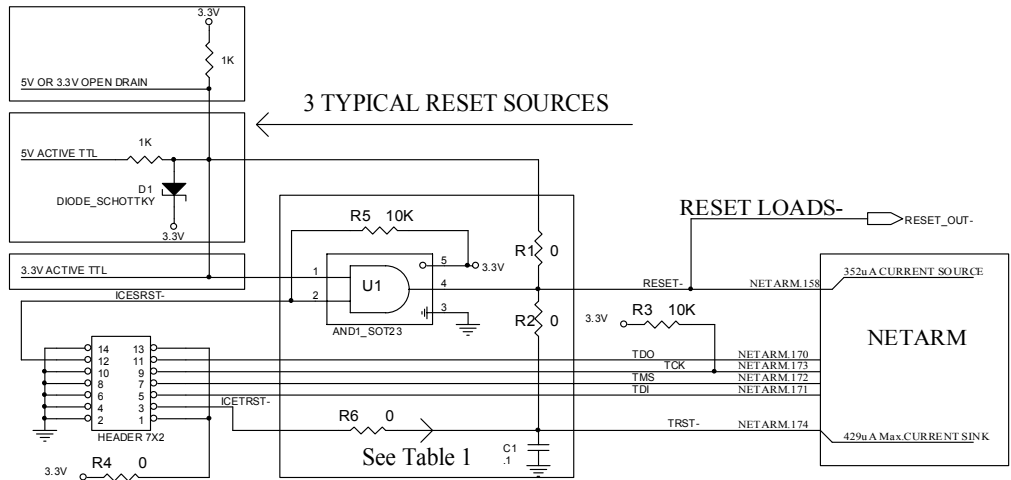 3.3V
1K
5V OR 3.3V OPEN DRAIN
3 TYPICAL RESET SOURCES
5V ACTIVE TTL
1K
D1
DIODE_SCHOTTKY
3.3V
3.3V ACTIVE TTL
ICESRST-
R5 10K
5
3.3V
1
2
U1
4
3
AND1_SOT23
R1 0
R2 0
RESET LOADS-
RESET_OUT-
RESET-
NETARM.158
352uA CURRENT SOURCE
3.3V
R3 10K
NETARM
14 13
12 11
10 9
8 7
6 5
4 3
2 1
HEADER 7X2
TDO NETARM.170
TCK NETARM.173
TMS NETARM.172
TDI NETARM.171
ICETRST-
R6 0
See Table 1
C1
.1
TRST- NETARM.174
429uA Max.CURRENT SINK
3.3V
R4 0